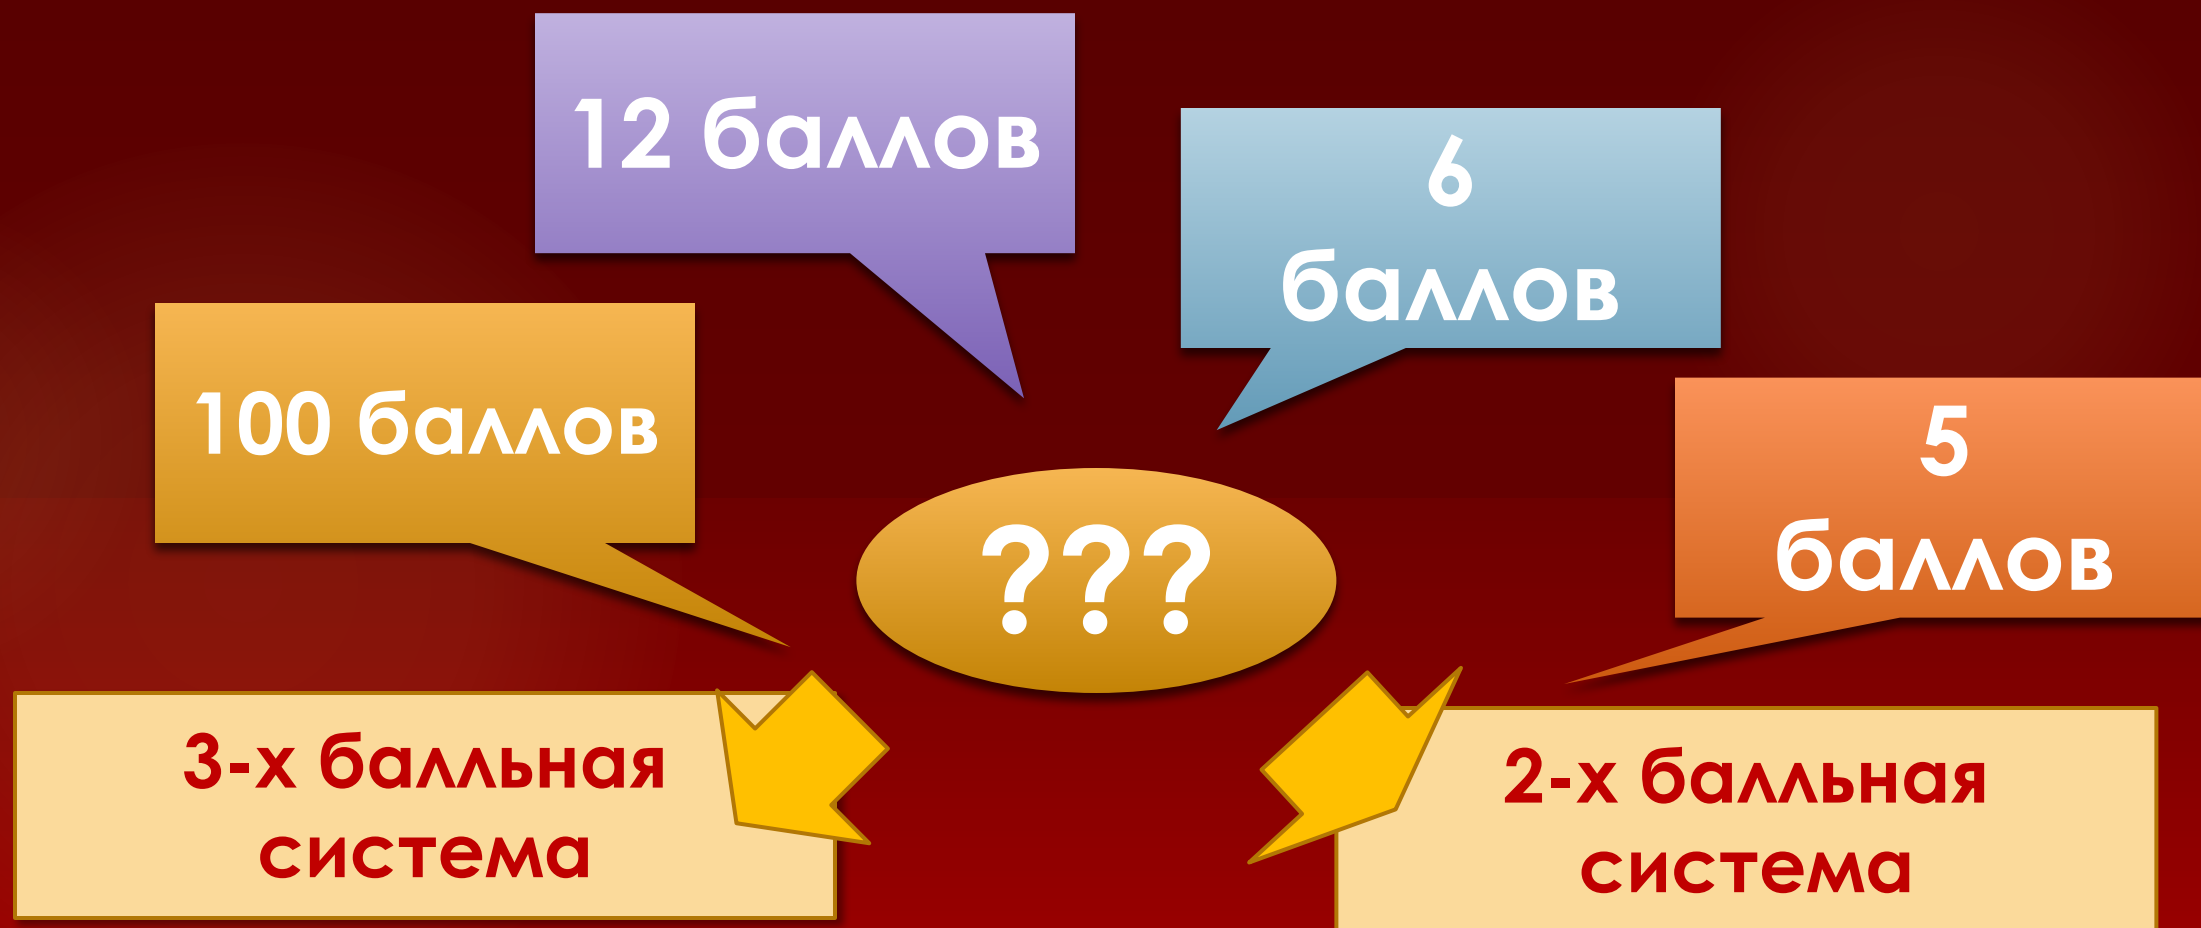 12 баллов
6
баллов
100 баллов
5
баллов
???
3-х балльная
система
2-х балльная
система